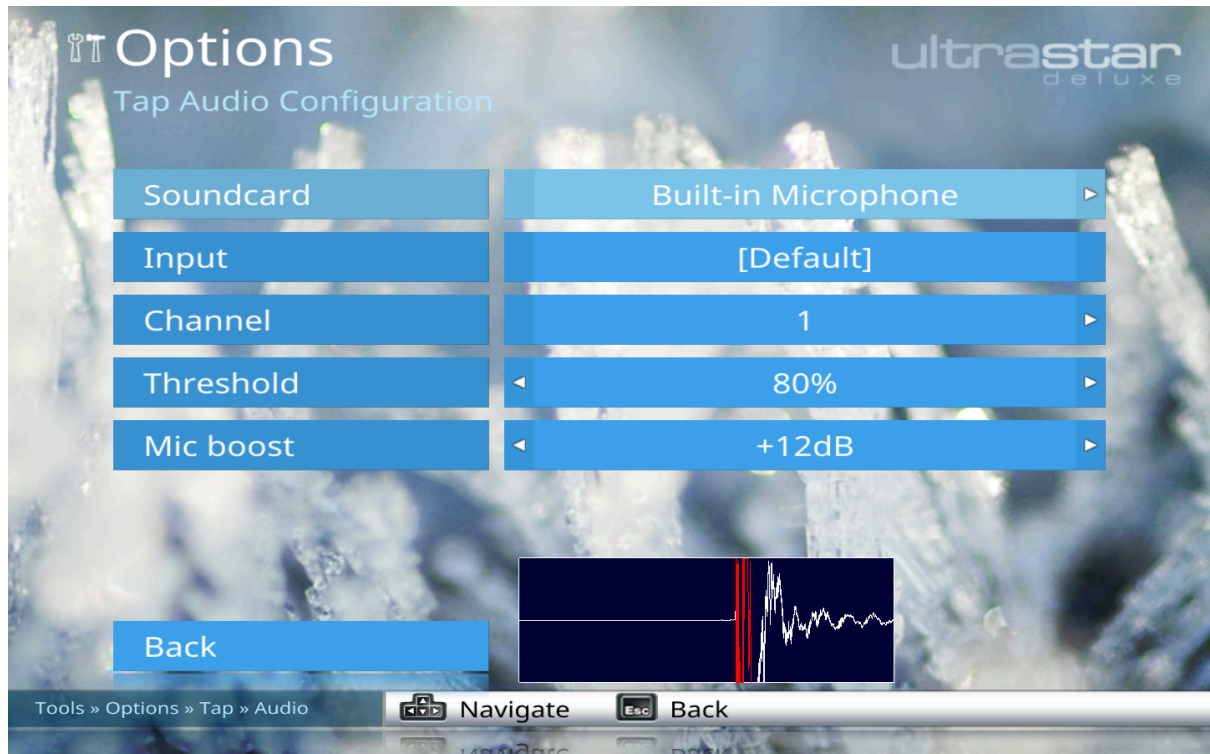 Options
ultrastar
deluxe
Tap Audio Configuration
Soundcard
Built-in Microphone
Input
[Default]
Channel
1
Threshold
80%
Mic boost
+12dB
Back
Tools » Options » Tap » Audio
Navigate
Esc
Back